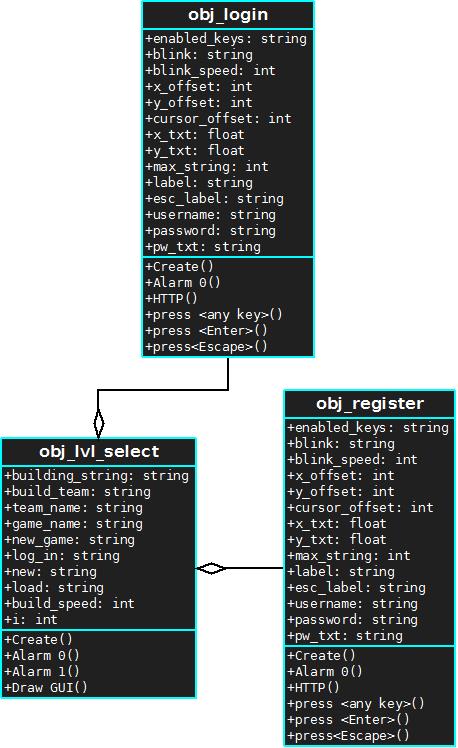 obj_login
+enabled_keys: string
+blink: string
+blink_speed: int
+x_offset: int
+y_offset: int
+cursor_offset: int
+x_txt: float
+y_txt: float
+max_string: int
+label: string
+esc_label: string
+username: string
+password: string
+pw_txt: string
+Create()
+Alarm 0()
+HTTP()
+press <any key>()
+press <Enter>()
+press<Escape>()
obj_lvl_select
+building_string: string
+build_team: string
+team_name: string
+game_name: string
+new_game: string
+log_in: string
+new: string
+load: string
+build_speed: int
+i: int
+Create()
+Alarm 0()
+Alarm 1()
+Draw GUI()
obj_register
+enabled_keys: string
+blink: string
+blink_speed: int
+x_offset: int
+y_offset: int
+cursor_offset: int
+x_txt: float
+y_txt: float
+max_string: int
+label: string
+esc_label: string
+username: string
+password: string
+pw_txt: string
+Create()
+Alarm 0()
+HTTP()
+press <any key>()
+press <Enter>()
+press<Escape>()